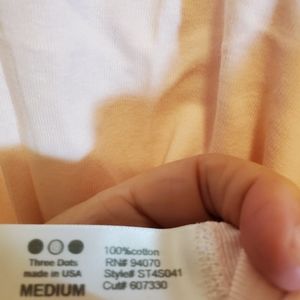 Three Dots
made in USA
MEDIUM
100%cotton
RN# 94070
Style# ST4S041
Cut# 607330